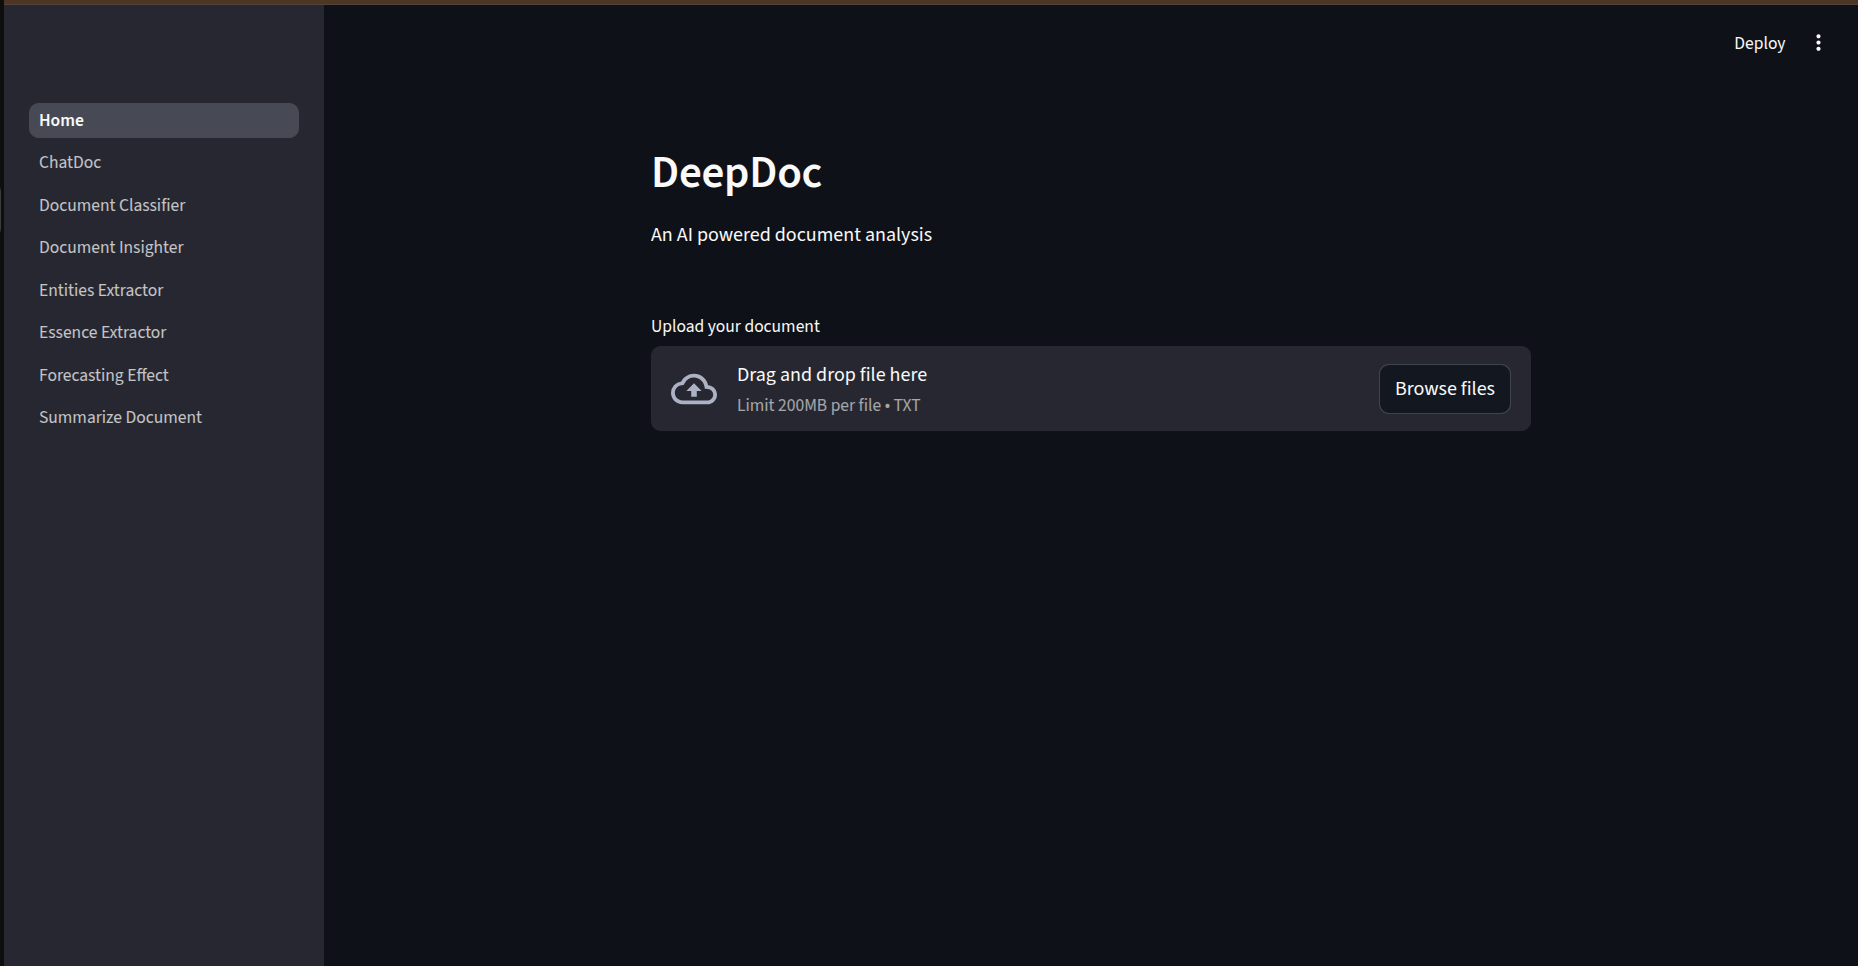 Deploy
Home
ChatDoc
Document Classifier
Document Insighter
Entities Extractor
Essence Extractor
Forecasting Effect
Summarize Document
DeepDoc
An AI powered document analysis
Upload your document
Drag and drop file here
Limit 200MB per file • TXT
Browse files